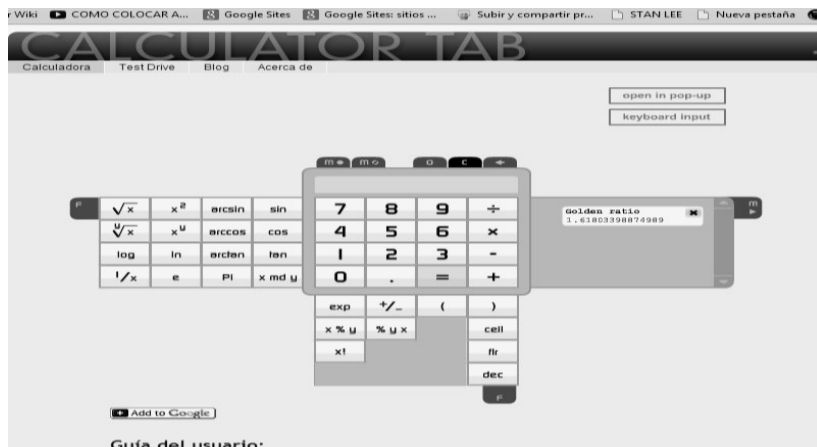 r Wiki COMO COLOCAR A... Google Sites Google Sites: sitios ... Subir y compartir pr... STAN LEE Nueva pestaña
CALCULATOR TAB
Calculadora Test Drive Blog Acerca de
open in pop-up
keyboard input
m m o c
F √x x² arcsin sin 7 8 9 ÷ Golden ratio m
1.61803398874989
y√x xʸ arccos cos 4 5 6 ×
log ln arctan tan 1 2 3 -
1/x e Pi x md y 0 . = +
exp +/- ( )
x % y % y x ceil
x! flr
dec
F
Add to Google
Guía del usuario: